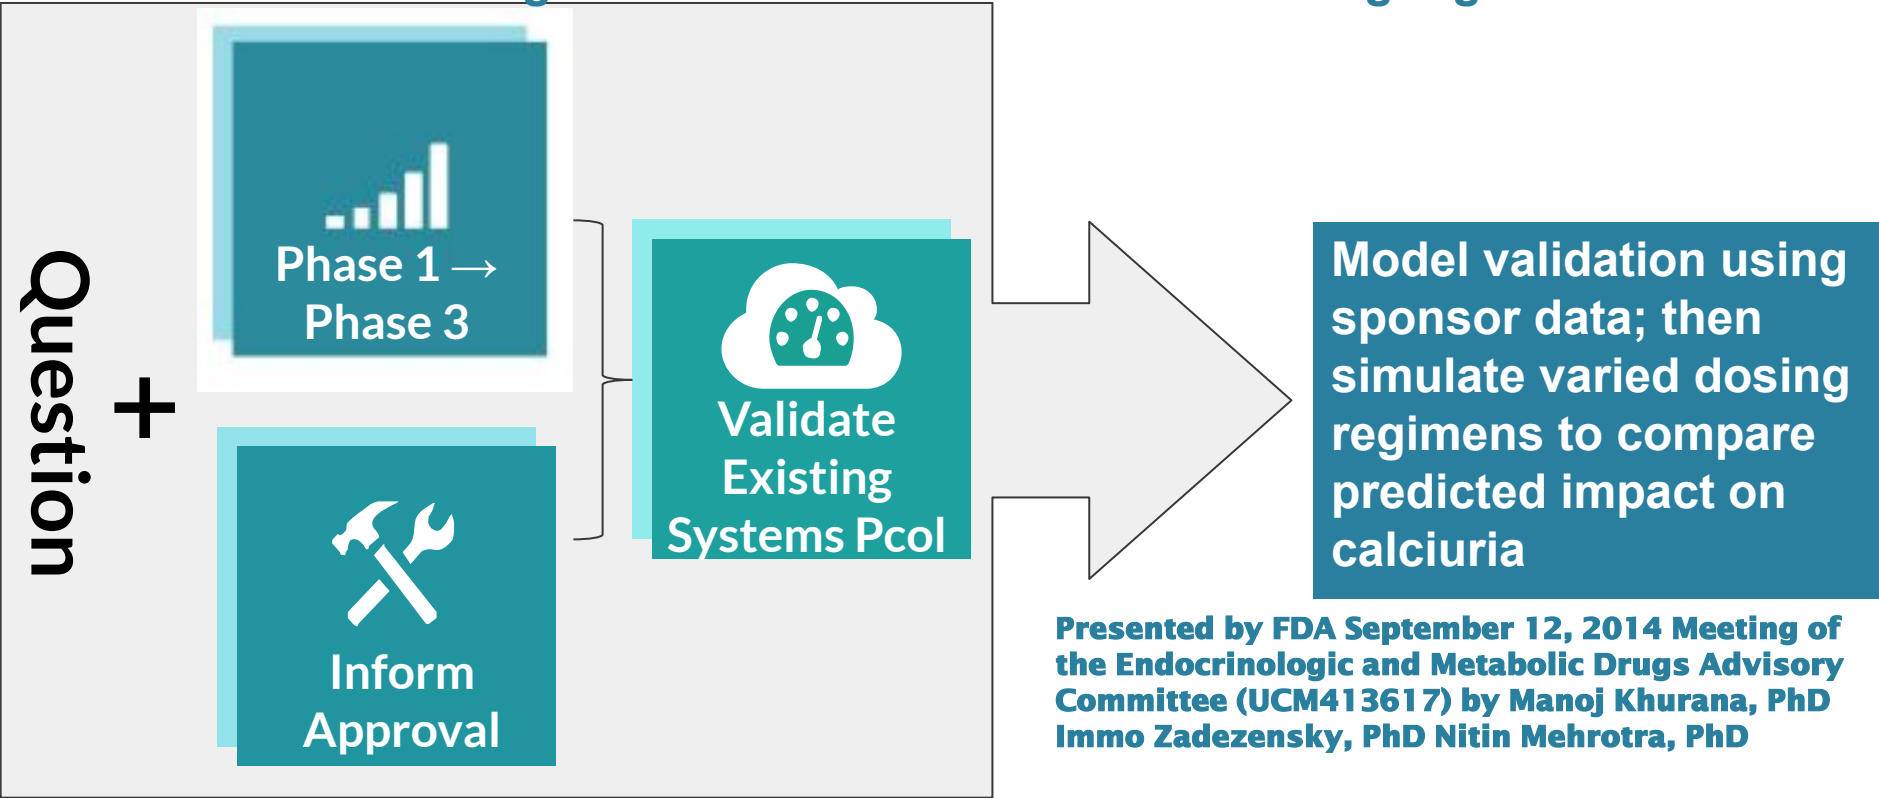 Question
+
Phase 1 →
Phase 3
Inform
Approval
Validate
Existing
Systems Pcol
Model validation using
sponsor data; then
simulate varied dosing
regimens to compare
predicted impact on
calciuria
Presented by FDA September 12, 2014 Meeting of
the Endocrinologic and Metabolic Drugs Advisory
Committee (UCM413617) by Manoj Khurana, PhD
Immo Zadezensky, PhD Nitin Mehrotra, PhD